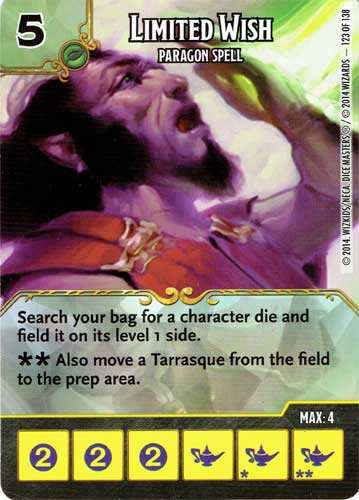 5
LIMITED WISH
PARAGON SPELL
© 2014. WIZKIDS/NECA. DICE MASTERS® / © 2014 WIZARDS — 123 OF 138
Search your bag for a character die and
field it on its level 1 side.
** Also move a Tarrasque from the field
to the prep area.
MAX: 4
2 2 2 * **